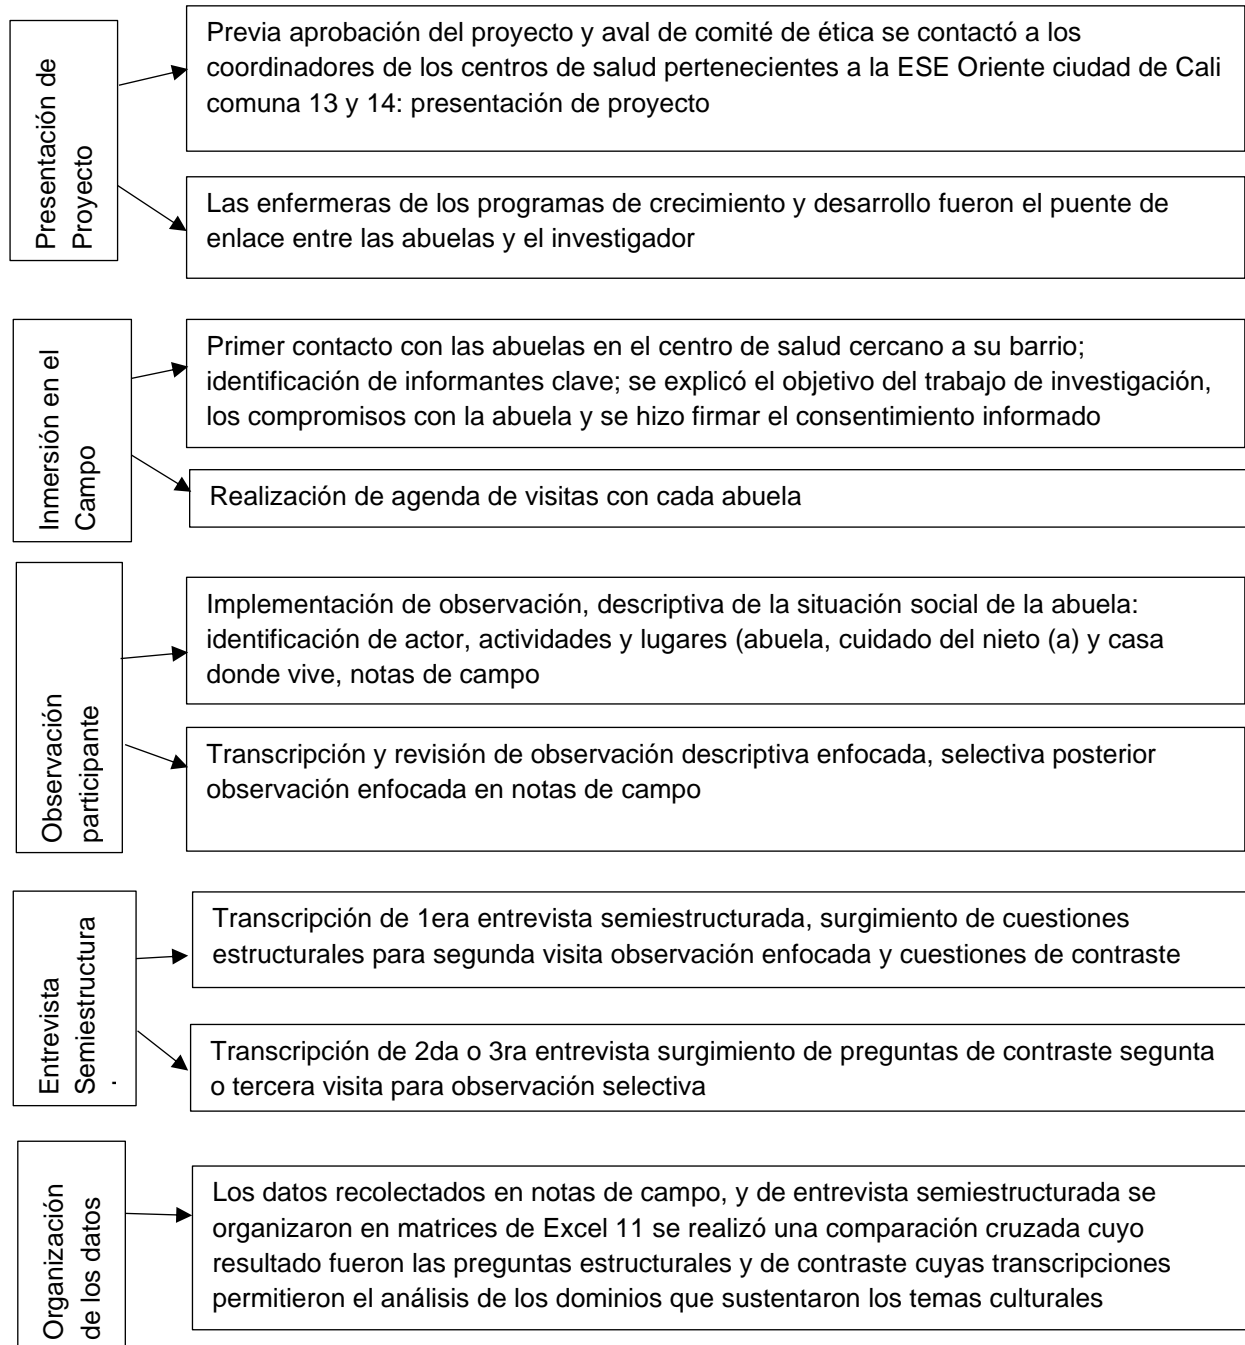 Presentación de
Proyecto
Previa aprobación del proyecto y aval de comité de ética se contactó a los
coordinadores de los centros de salud pertenecientes a la ESE Oriente ciudad de Cali
comuna 13 y 14: presentación de proyecto
Las enfermeras de los programas de crecimiento y desarrollo fueron el puente de
enlace entre las abuelas y el investigador
Inmersión en el
Campo
Primer contacto con las abuelas en el centro de salud cercano a su barrio;
identificación de informantes clave; se explicó el objetivo del trabajo de investigación,
los compromisos con la abuela y se hizo firmar el consentimiento informado
Realización de agenda de visitas con cada abuela
Observación
participante
Implementación de observación, descriptiva de la situación social de la abuela:
identificación de actor, actividades y lugares (abuela, cuidado del nieto (a) y casa
donde vive, notas de campo
Transcripción y revisión de observación descriptiva enfocada, selectiva posterior
observación enfocada en notas de campo
Entrevista
Semiestructura
Transcripción de 1era entrevista semiestructurada, surgimiento de cuestiones
estructurales para segunda visita observación enfocada y cuestiones de contraste
Transcripción de 2da o 3ra entrevista surgimiento de preguntas de contraste segunta
o tercera visita para observación selectiva
Organización
de los datos
Los datos recolectados en notas de campo, y de entrevista semiestructurada se
organizaron en matrices de Excel 11 se realizó una comparación cruzada cuyo
resultado fueron las preguntas estructurales y de contraste cuyas transcripciones
permitieron el análisis de los dominios que sustentaron los temas culturales